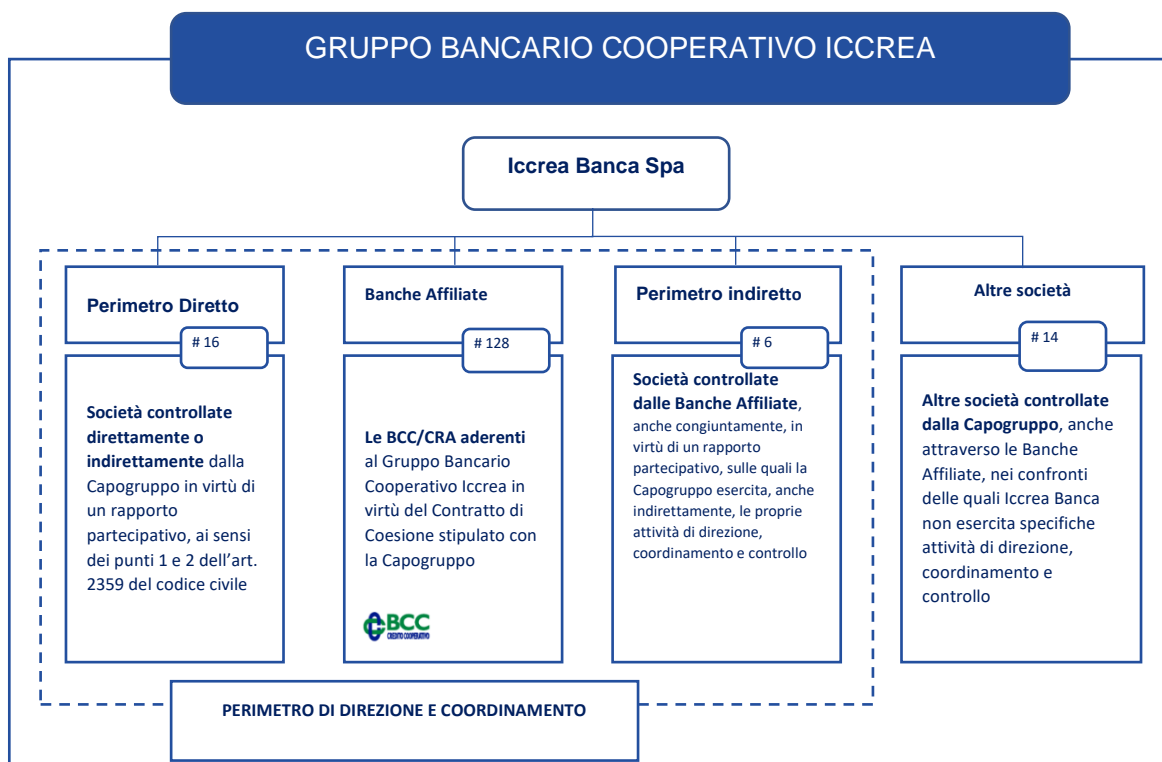 GRUPPO BANCARIO COOPERATIVO ICCREA
Iccrea Banca Spa
Perimetro Diretto
# 16
Società controllate
direttamente o
indirettamente dalla
Capogruppo in virtù di
un rapporto
partecipativo, ai sensi
dei punti 1 e 2 dell’art.
2359 del codice civile
Banche Affiliate
# 128
Le BCC/CRA aderenti
al Gruppo Bancario
Cooperativo Iccrea in
virtù del Contratto di
Coesione stipulato con
la Capogruppo
BCC
CREDITO COOPERATIVO
Perimetro indiretto
# 6
Società controllate
dalle Banche Affiliate,
anche congiuntamente, in
virtù di un rapporto
partecipativo, sulle quali la
Capogruppo esercita, anche
indirettamente, le proprie
attività di direzione,
coordinamento e controllo
Altre società
# 14
Altre società controllate
dalla Capogruppo, anche
attraverso le Banche
Affiliate, nei confronti
delle quali Iccrea Banca
non esercita specifiche
attività di direzione,
coordinamento e
controllo
PERIMETRO DI DIREZIONE E COORDINAMENTO